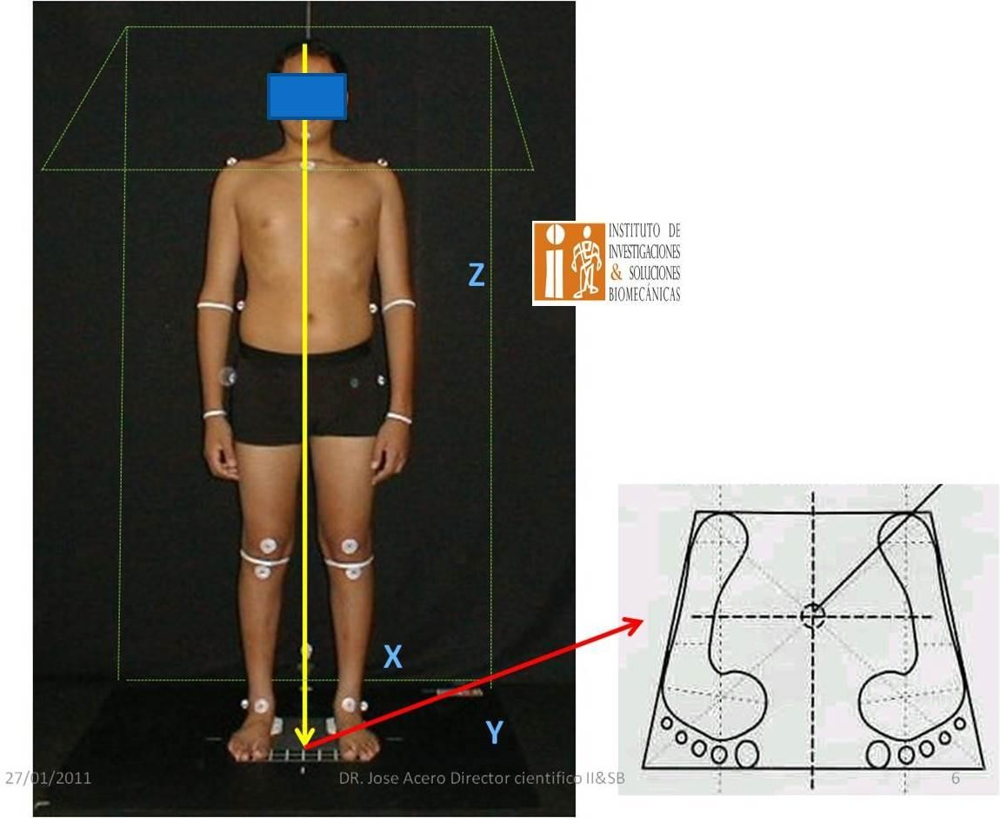 Z
INSTITUTO DE
INVESTIGACIONES
& SOLUCIONES
BIOMECÁNICAS
X
Y
27/01/2011
DR. Jose Acero Director cientifico II&SB
6